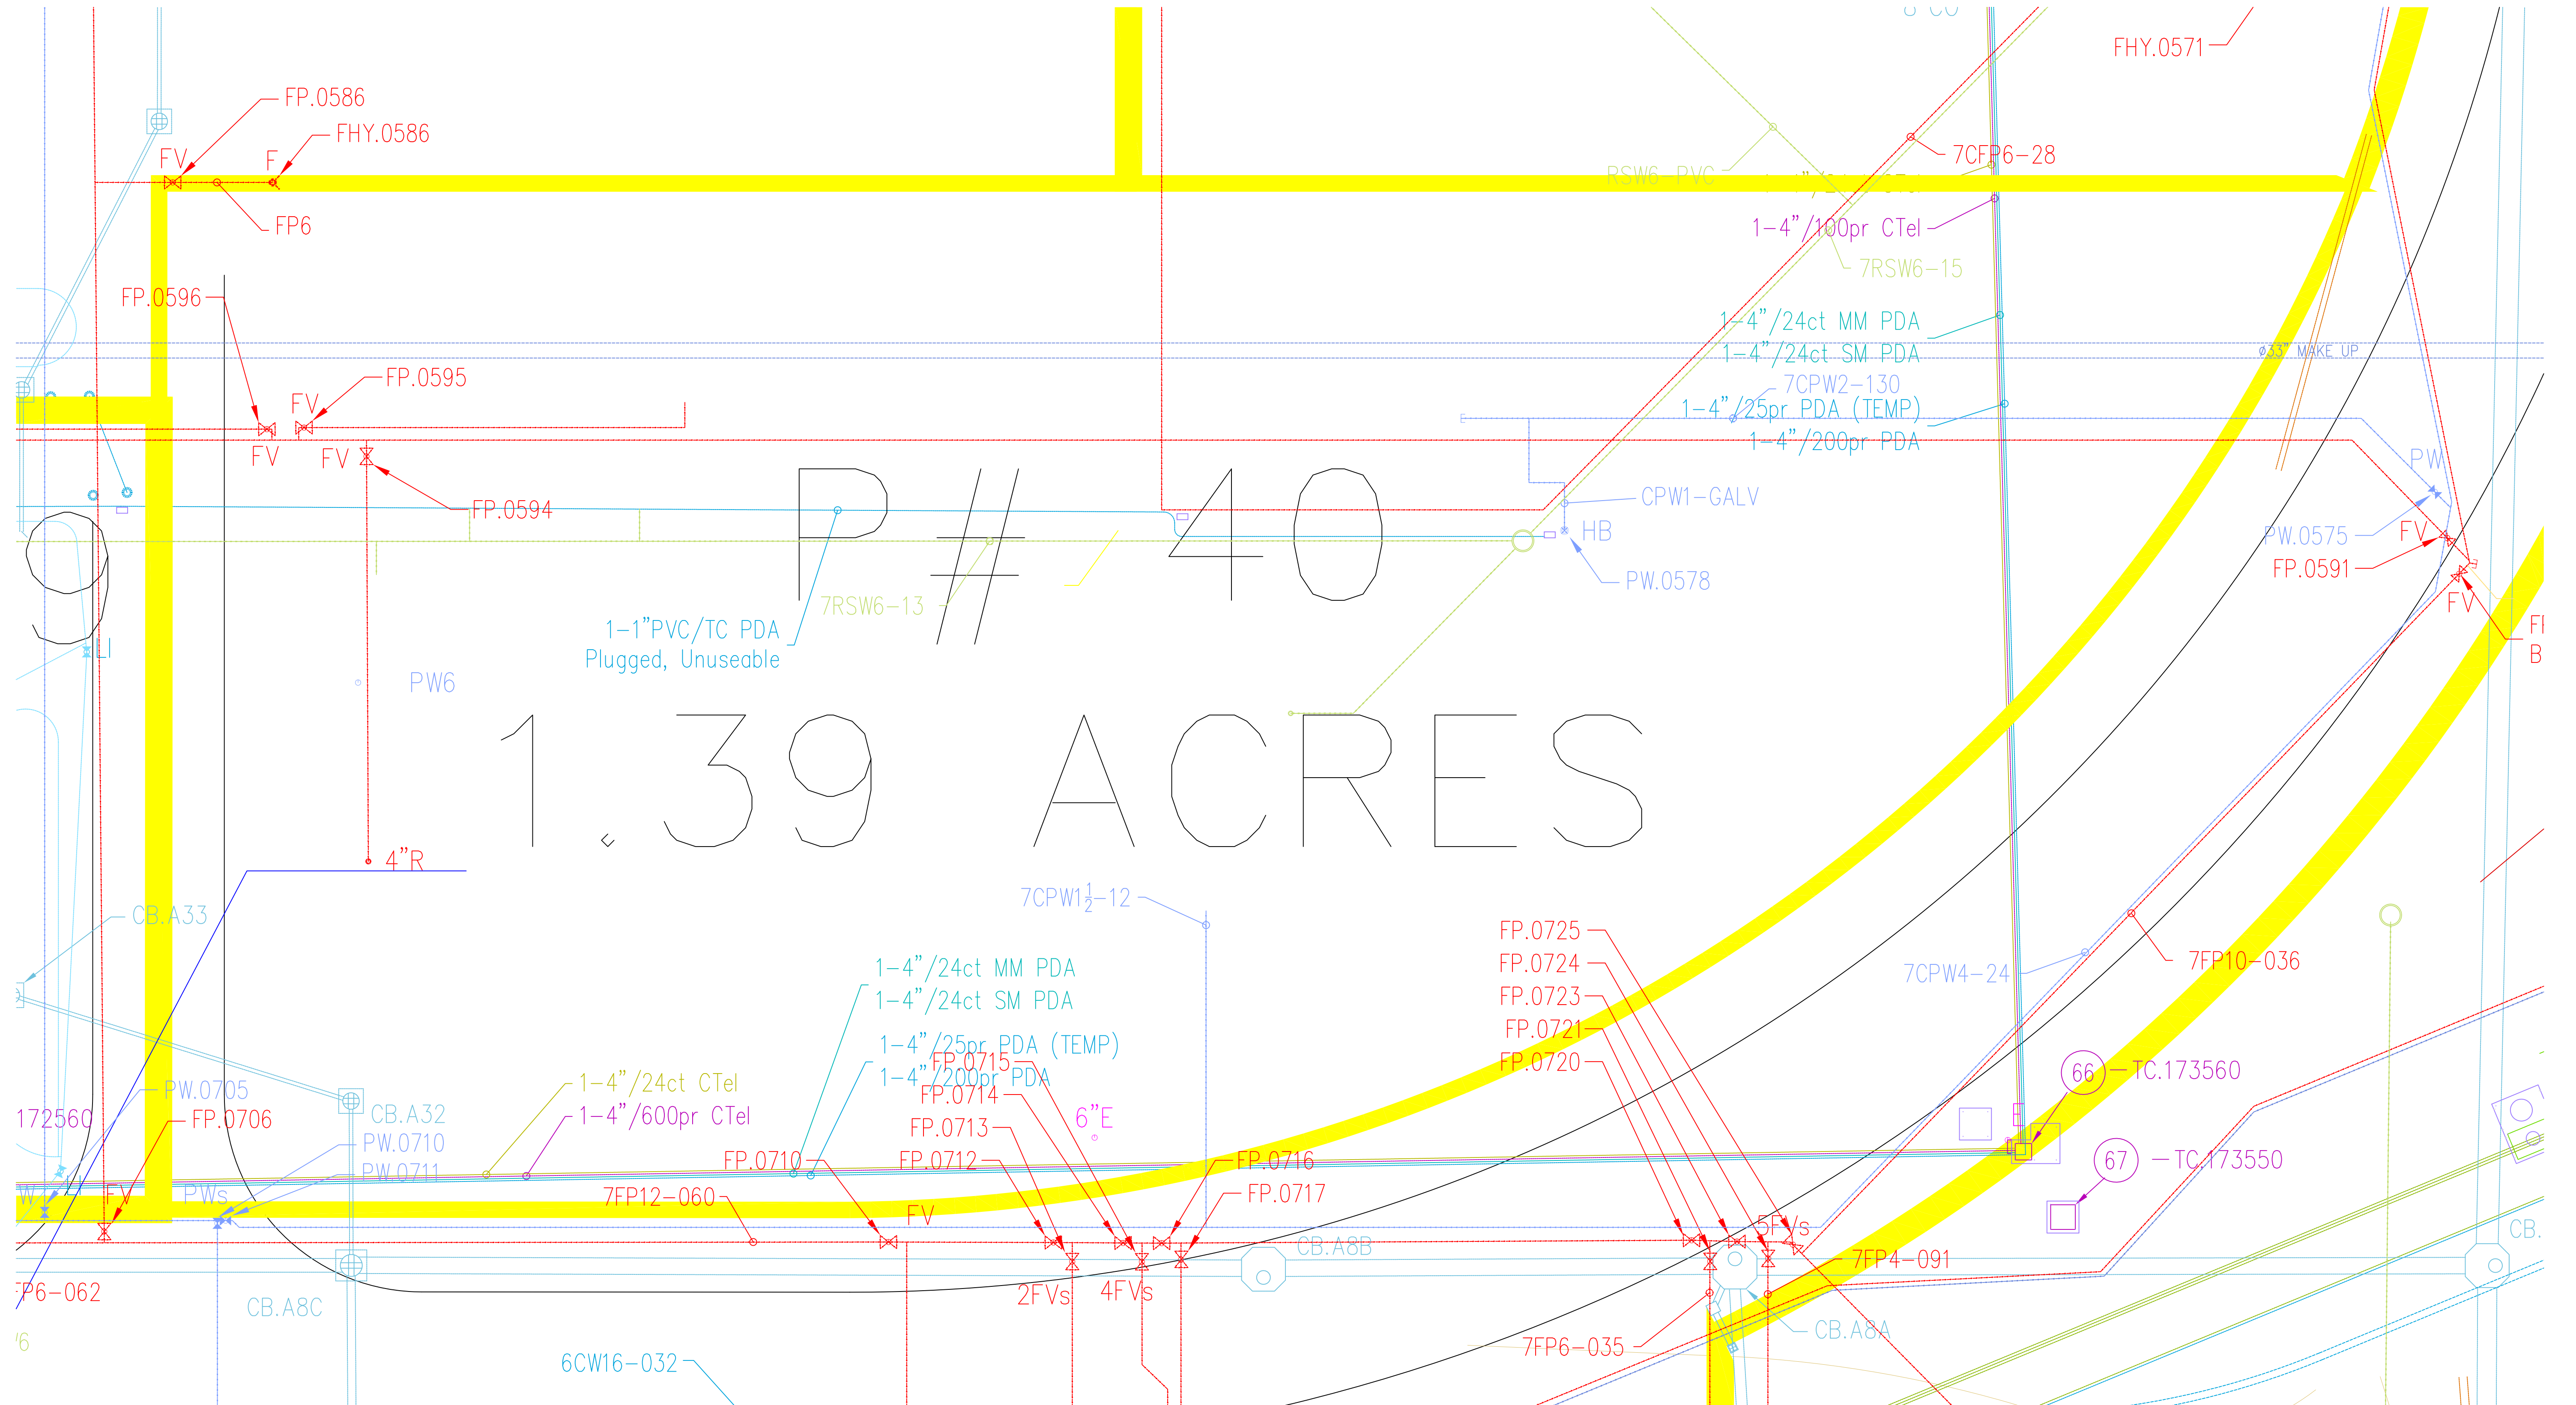 8"CO
FHY.0571
FP.0586
FHY.0586
FV
F
7CFP6-28
RSW6-PVC
FP6
1-4"/100pr CTel
7RSW6-15
FP.0596
1-4"/24ct MM PDA
1-4"/24ct SM PDA
ø33" MAKE UP
FP.0595
7CPW2-130
FV
1-4"/25pr PDA (TEMP)
1-4"/200pr PDA
E
FV
FV
PW
P# 40
CPW1-GALV
FP.0594
HB
PW.0575
FV
9
PW.0578
FP.0591
7RSW6-13
FV
1-1"PVC/TC PDA
Plugged, Unuseable
B
LI
PW6
1.39 ACRES
4"R
7CPW1½-12
CB.A33
FP.0725
FP.0724
7FP10-036
7CPW4-24
1-4"/24ct MM PDA
1-4"/24ct SM PDA
FP.0723
FP.0721
FP.0720
1-4"/25pr PDA (TEMP)
1-4"/200pr PDA
FP.0715
66
-TC.173560
1-4"/24ct CTel
1-4"/600pr CTel
PW.0705
FP.0714
172560
FP.0706
CB.A32
6"E
E
FP.0713
PW.0710
PW.0711
FP.0710
FP.0712
FP.0716
67
-TC.173550
W
LI
FV
PWs
7FP12-060
FP.0717
FV
5FVs
CB.
CB.A8B
7FP4-091
FP6-062
CB.A8C
2FVs
4FVs
CB.A8A
7FP6-035
6CW16-032